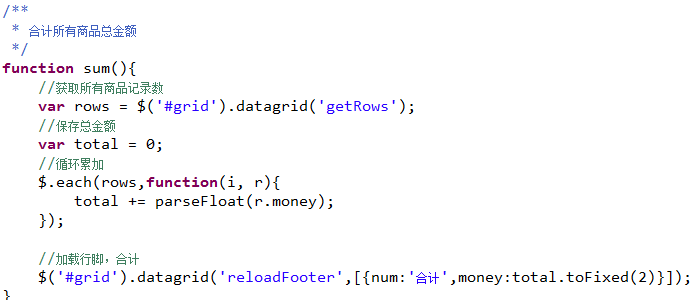 /**
 * 合计所有商品总金额
 */
function sum(){
    //获取所有商品记录数
    var rows = $('#grid').datagrid('getRows');
    //保存总金额
    var total = 0;
    //循环累加
    $.each(rows,function(i, r){
        total += parseFloat(r.money);
    });

    //加载行脚，合计
    $('#grid').datagrid('reloadFooter',[{num:'合计',money:total.toFixed(2)}]);
}